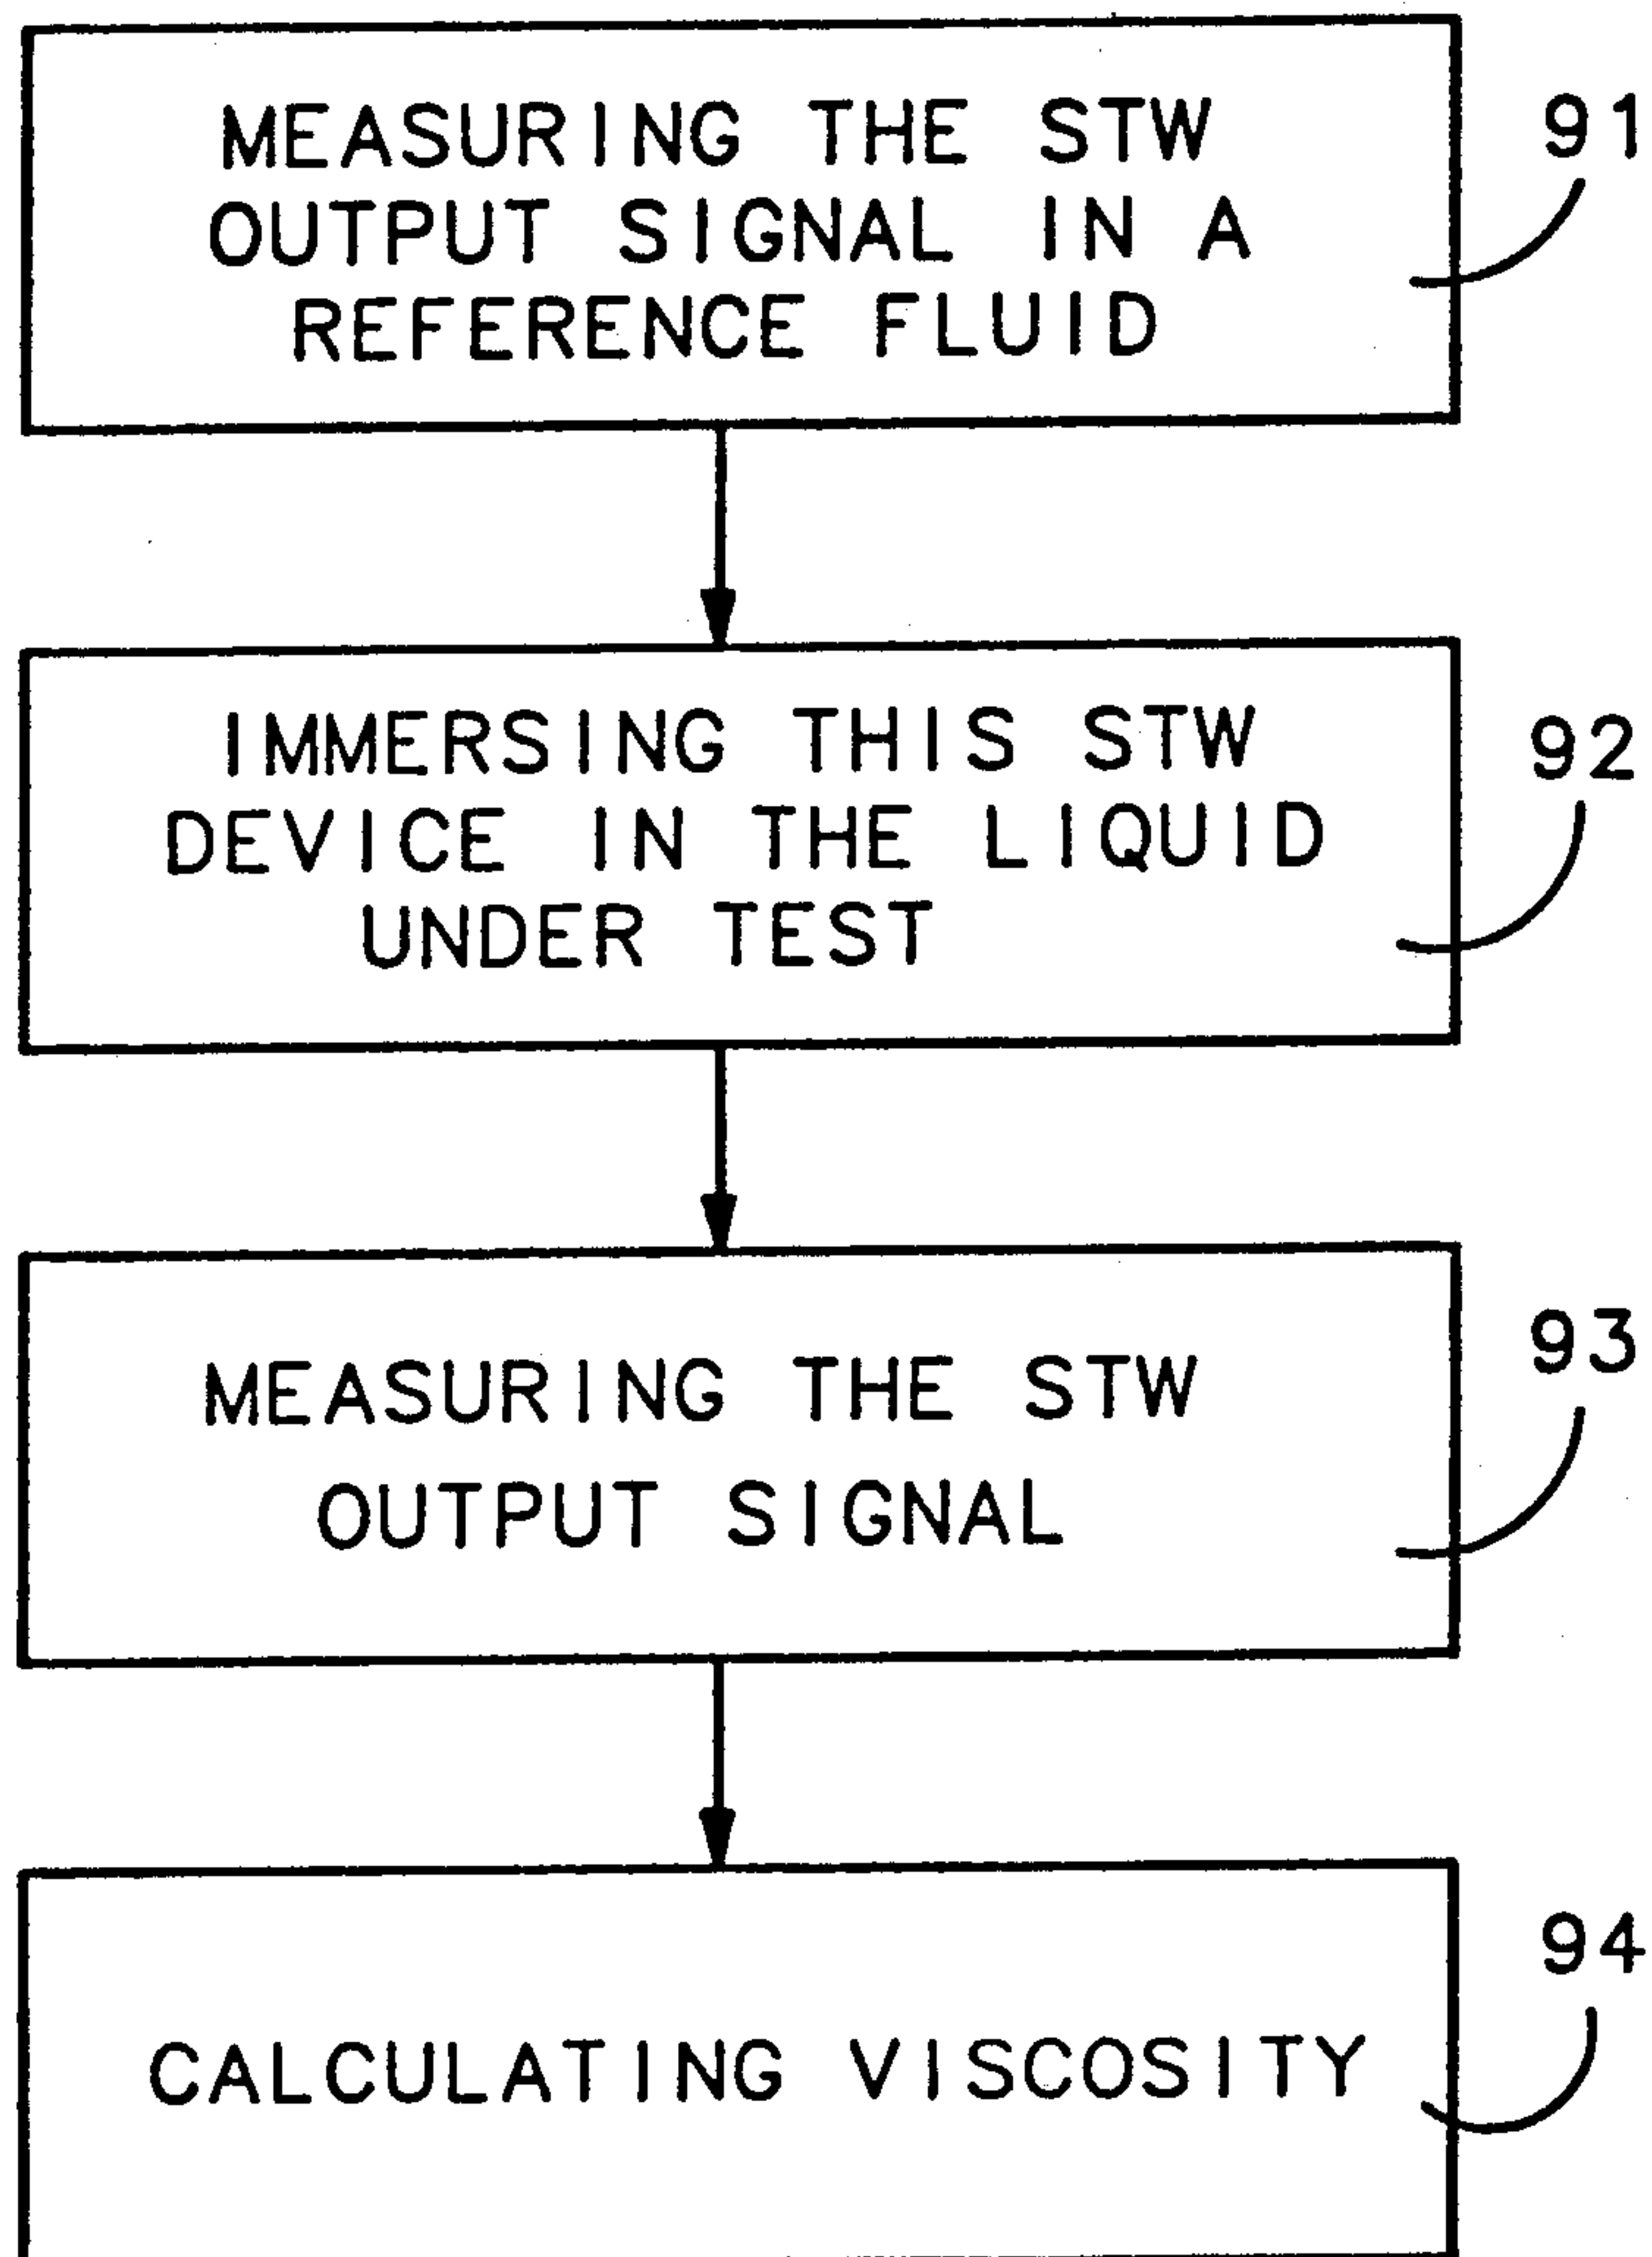 MEASURING THE STW
OUTPUT SIGNAL IN A
REFERENCE FLUID
91
IMMERSING THIS STW
DEVICE IN THE LIQUID
UNDER TEST
92
MEASURING THE STW
OUTPUT SIGNAL
93
CALCULATING VISCOSITY
94